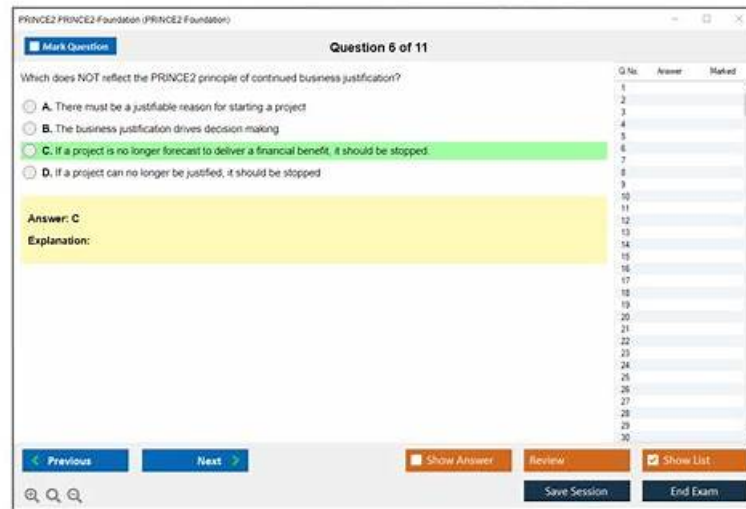 PRINCE2 PRINCE2-Foundation (PRINCE2 Foundation)
Mark Question
Question 6 of 11
Q No. Answer Marked
Which does NOT reflect the PRINCE2 principle of continued business justification?
A. There must be a justifiable reason for starting a project
B. The business justification drives decision making
C. If a project is no longer forecast to deliver a financial benefit, it should be stopped.
D. If a project can no longer be justified, it should be stopped
Answer: C
Explanation:
1
2
3
4
5
6
7
8
9
10
11
12
13
14
15
16
17
18
19
20
21
22
23
24
25
26
27
28
29
30
Previous
Next
Show Answer
Review
Show List
Save Session
End Exam